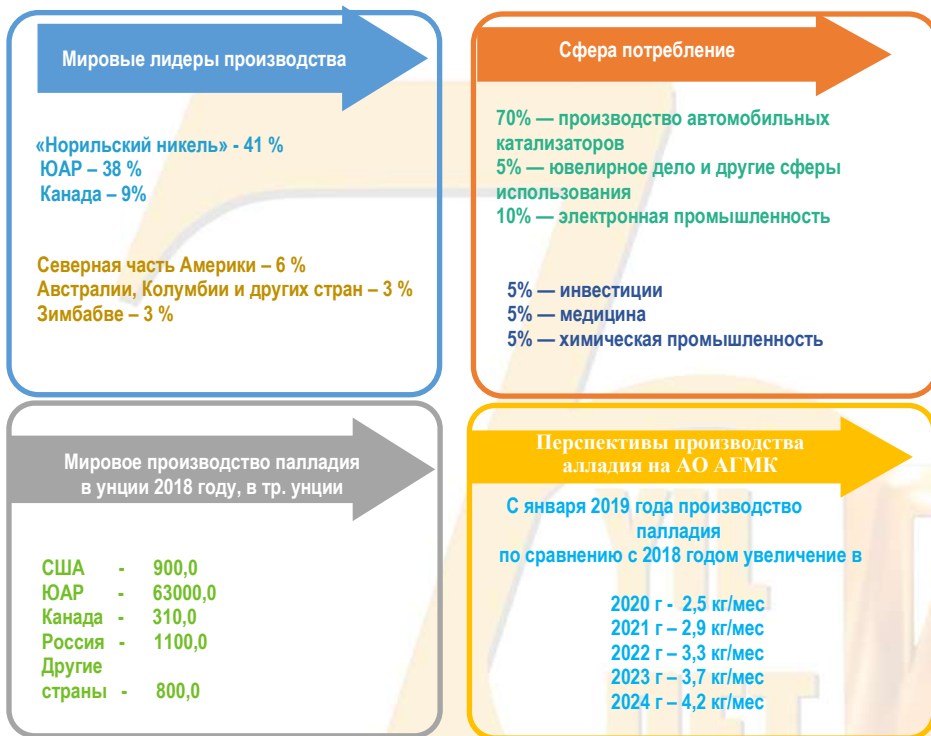 Мировые лидеры производства
«Норильский никель» - 41 %
ЮАР – 38 %
Канада – 9%
Северная часть Америки – 6 %
Австралии, Колумбии и других стран – 3 %
Зимбабве – 3 %
Сфера потребление
70% — производство автомобильных
катализаторов
5% — ювелирное дело и другие сферы
использования
10% — электронная промышленность
5% — инвестиции
5% — медицина
5% — химическая промышленность
Мировое производство палладия
в унции 2018 году, в тр. унции
США - 900,0
ЮАР - 63000,0
Канада - 310,0
Россия - 1100,0
Другие
страны - 800,0
Перспективы производства
алладия на АО АГМК
С января 2019 года производство
палладия
по сравнению с 2018 годом увеличение в
2020 г - 2,5 кг/мес
2021 г – 2,9 кг/мес
2022 г – 3,3 кг/мес
2023 г – 3,7 кг/мес
2024 г – 4,2 кг/мес